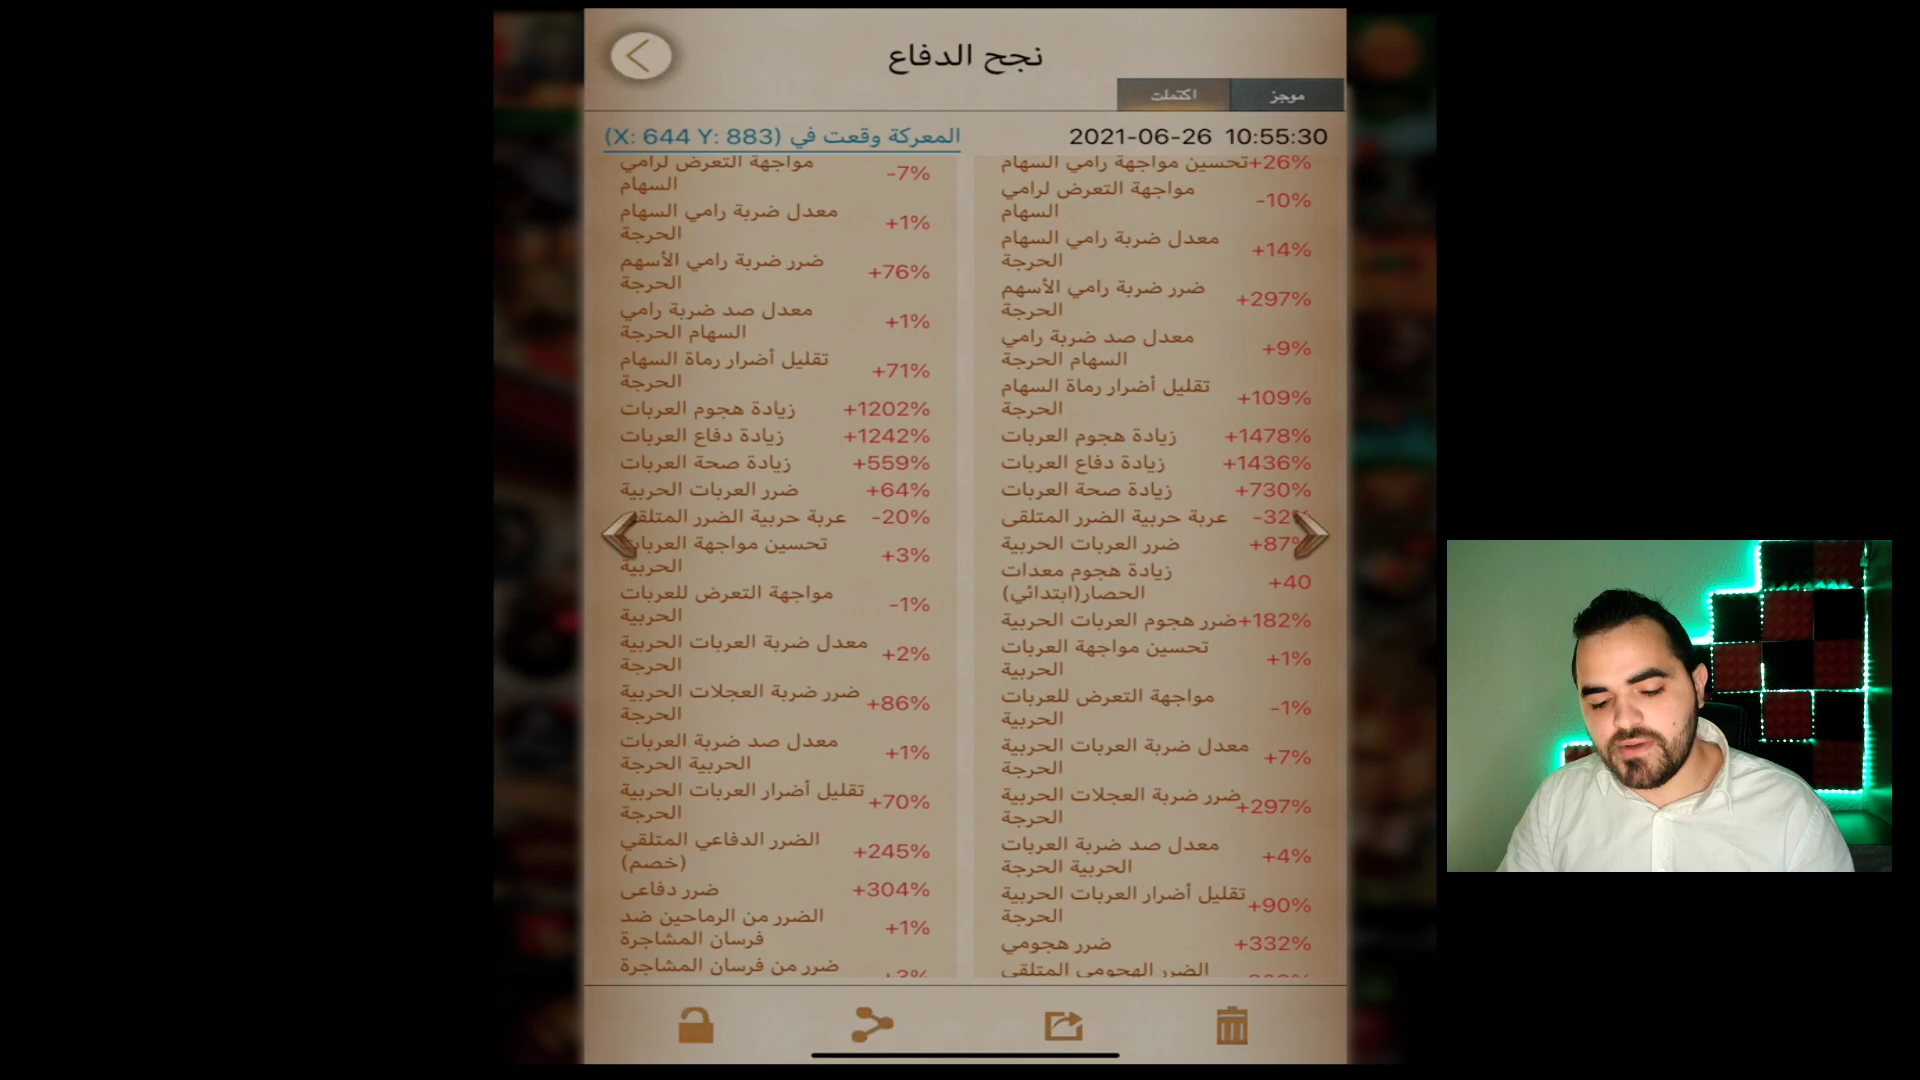 نجح الدفاع
موجز
اكتملت
2021-06-26 10:55:30
المعركة وقعت في (X: 644 Y: 883)
تحسين مواجهة رامي السهام +26%
مواجهة التعرض لرامي
السهام -10%
معدل ضربة رامي السهام
الحرجة +14%
ضرر ضربة رامي الأسهم
الحرجة +297%
معدل صد ضربة رامي
السهام الحرجة +9%
تقليل أضرار رماة السهام
الحرجة +109%
زيادة هجوم العربات +1478%
زيادة دفاع العربات +1436%
زيادة صحة العربات +730%
عربة حربية الضرر المتلقى -32%
ضرر العربات الحربية +87%
زيادة هجوم معدات
الحصار(ابتدائي) +40
ضرر هجوم العربات الحربية +182%
تحسين مواجهة العربات
الحربية +1%
مواجهة التعرض للعربات
الحربية -1%
معدل ضربة العربات الحربية
الحرجة +7%
ضرر ضربة العجلات الحربية
الحرجة +297%
معدل صد ضربة العربات
الحربية الحرجة +4%
تقليل أضرار العربات الحربية
الحرجة +90%
ضرر هجومي +332%
الضرر الهجومي المتلقي
مواجهة التعرض لرامي
السهام -7%
معدل ضربة رامي السهام
الحرجة +1%
ضرر ضربة رامي الأسهم
الحرجة +76%
معدل صد ضربة رامي
السهام الحرجة +1%
تقليل أضرار رماة السهام
الحرجة +71%
زيادة هجوم العربات +1202%
زيادة دفاع العربات +1242%
زيادة صحة العربات +559%
ضرر العربات الحربية +64%
عربة حربية الضرر المتلقى -20%
تحسين مواجهة العربات
الحربية +3%
مواجهة التعرض للعربات
الحربية -1%
معدل ضربة العربات الحربية
الحرجة +2%
ضرر ضربة العجلات الحربية
الحرجة +86%
معدل صد ضربة العربات
الحربية الحرجة +1%
تقليل أضرار العربات الحربية
الحرجة +70%
الضرر الدفاعي المتلقي
(خصم) +245%
ضرر دفاعى +304%
الضرر من الرماحين ضد
فرسان المشاجرة +1%
ضرر من فرسان المشاجرة +3%